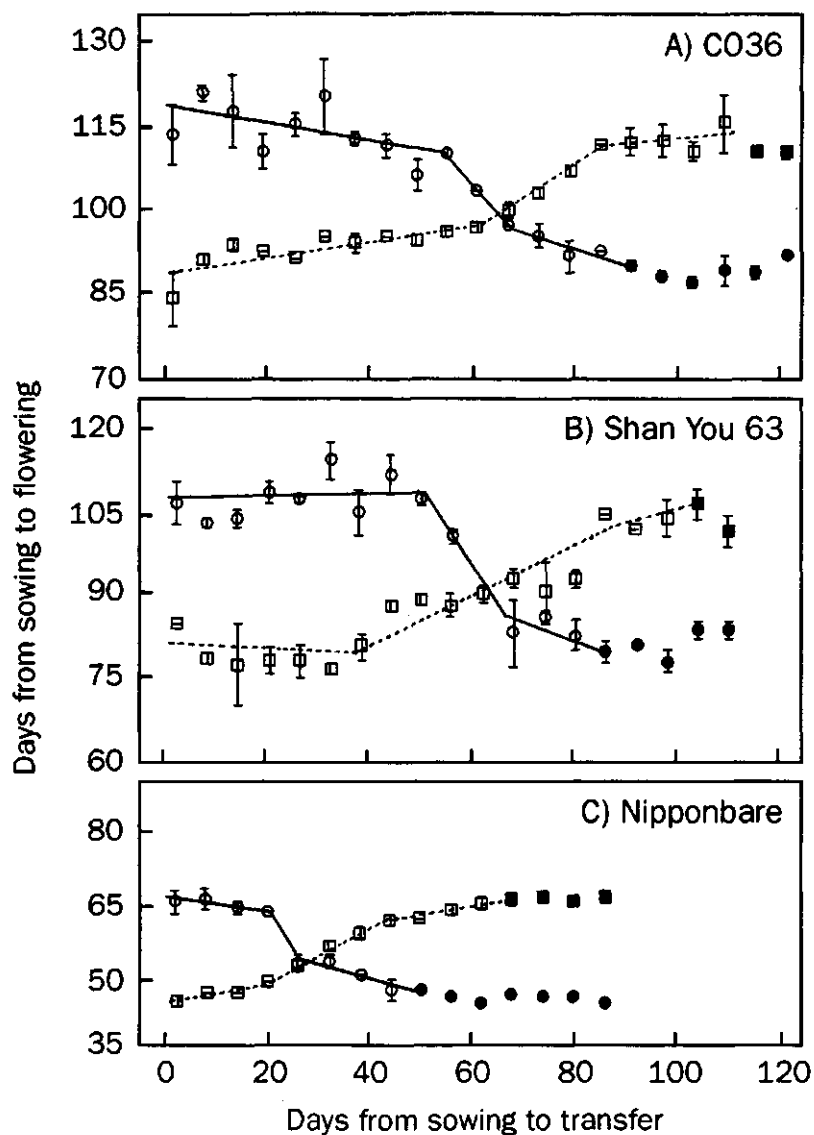 130
115
100
85
70
A) CO36
120
105
90
75
60
B) Shan You 63
80
65
50
35
C) Nipponbare
0 20 40 60 80 100 120
Days from sowing to flowering
Days from sowing to transfer